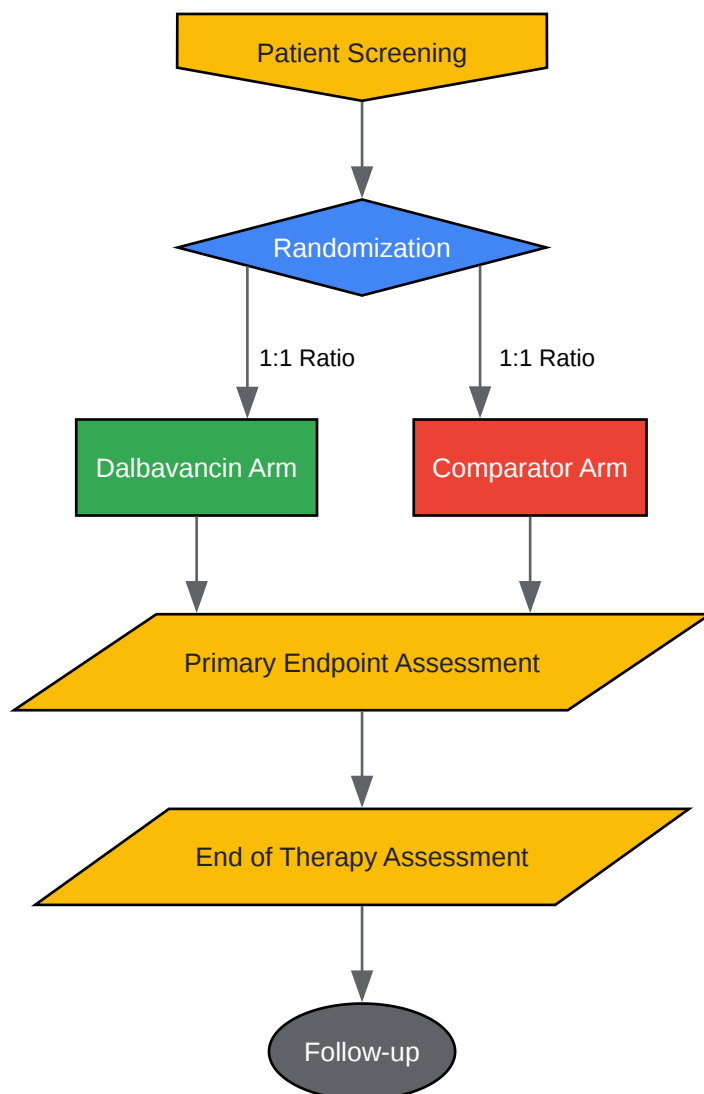 Patient Screening
Randomization
1:1 Ratio
1:1 Ratio
Dalbavancin Arm
Comparator Arm
Primary Endpoint Assessment
End of Therapy Assessment
Follow-up